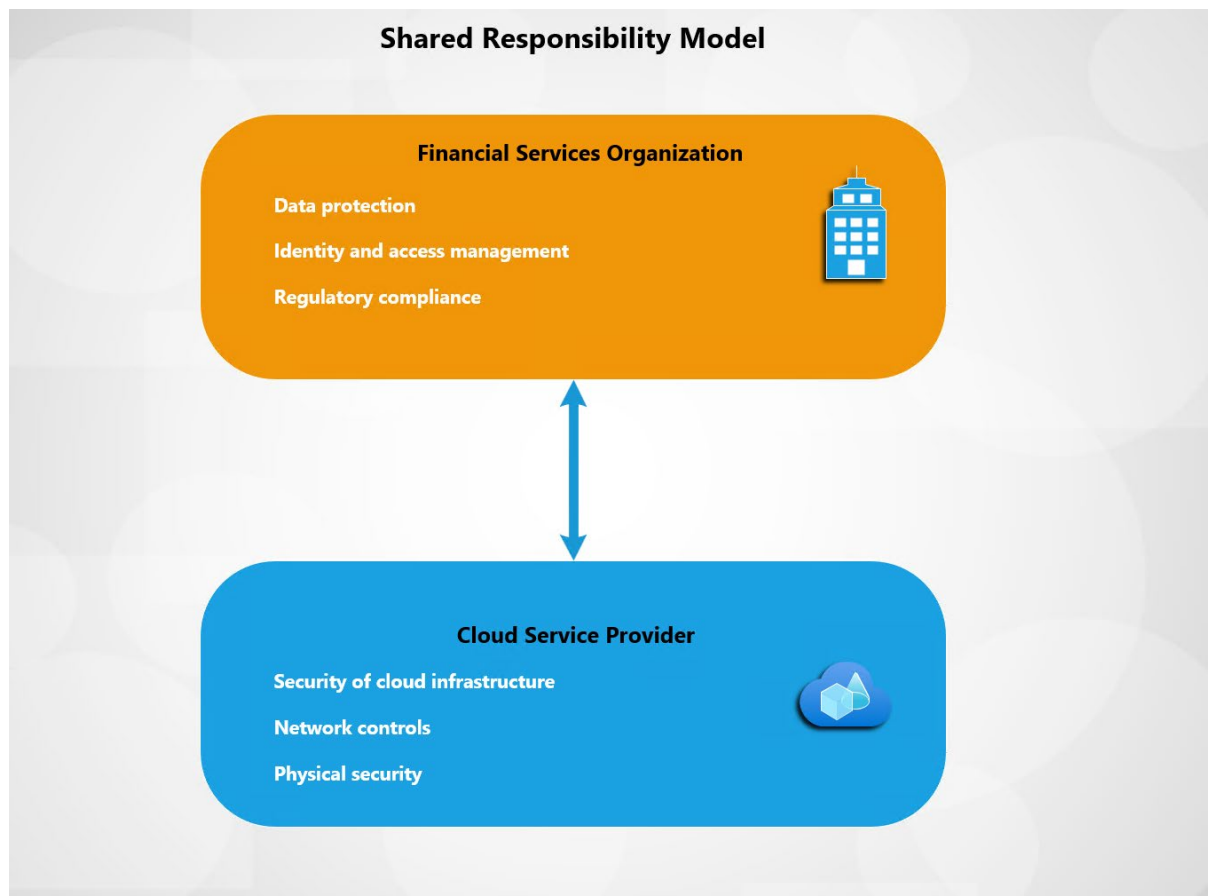 Shared Responsibility Model
Financial Services Organization
Data protection
Identity and access management
Regulatory compliance
Cloud Service Provider
Security of cloud infrastructure
Network controls
Physical security